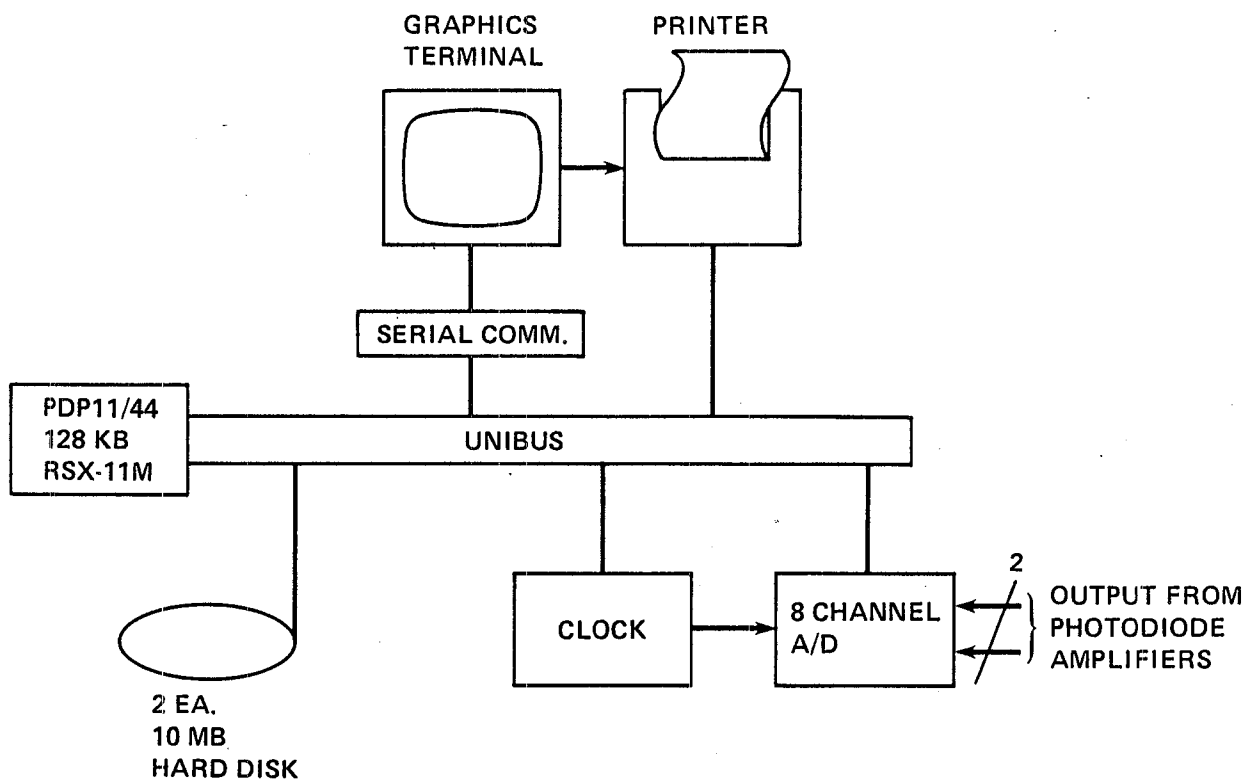 GRAPHICS
TERMINAL
PRINTER
SERIAL COMM.
PDP11/44
128 KB
RSX-11M
UNIBUS
CLOCK
8 CHANNEL
A/D
2
OUTPUT FROM
PHOTODIODE
AMPLIFIERS
2 EA.
10 MB
HARD DISK